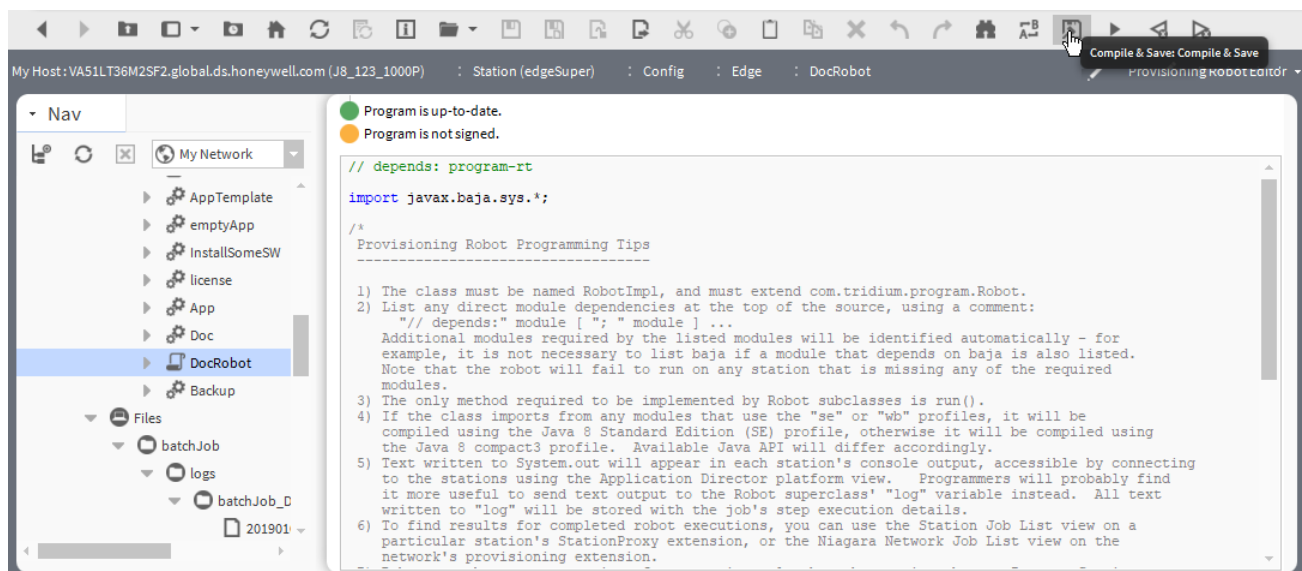 Compile & Save: Compile & Save
My Host : VA51LT36M2SF2.global.ds.honeywell.com (J8_123_1000P) : Station (edgeSuper) : Config : Edge : DocRobot
Provisioning Robot Editor
Nav
My Network
AppTemplate
emptyApp
InstallSomeSW
license
App
Doc
DocRobot
Backup
Files
batchJob
logs
batchJob_D
201901
Program is up-to-date.
Program is not signed.
// depends: program-rt
import javax.baja.sys.*;
/*
Provisioning Robot Programming Tips
-----------------------------------
1) The class must be named RobotImpl, and must extend com.tridium.program.Robot.
2) List any direct module dependencies at the top of the source, using a comment:
"// depends:" module [ "; " module ] ...
Additional modules required by the listed modules will be identified automatically - for
example, it is not necessary to list baja if a module that depends on baja is also listed.
Note that the robot will fail to run on any station that is missing any of the required
modules.
3) The only method required to be implemented by Robot subclasses is run().
4) If the class imports from any modules that use the "se" or "wb" profiles, it will be
compiled using the Java 8 Standard Edition (SE) profile, otherwise it will be compiled using
the Java 8 compact3 profile.  Available Java API will differ accordingly.
5) Text written to System.out will appear in each station's console output, accessible by connecting
to the stations using the Application Director platform view.   Programmers will probably find
it more useful to send text output to the Robot superclass' "log" variable instead.  All text
written to "log" will be stored with the job's step execution details.
6) To find results for completed robot executions, you can use the Station Job List view on a
particular station's StationProxy extension, or the Niagara Network Job List view on the
network's provisioning extension.